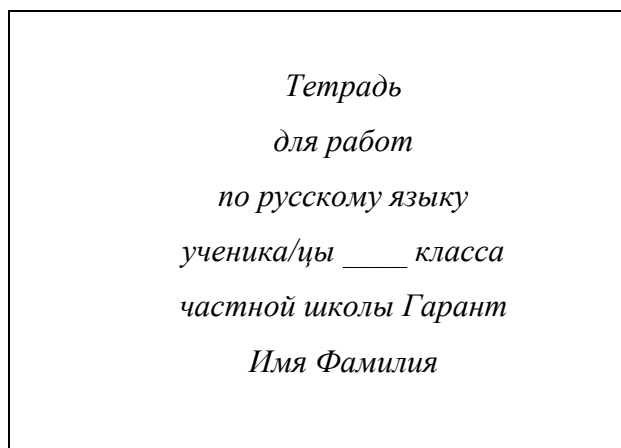 Тетрадь
для работ
по русскому языку
ученика/цы ____ класса
частной школы Гарант
Имя Фамилия